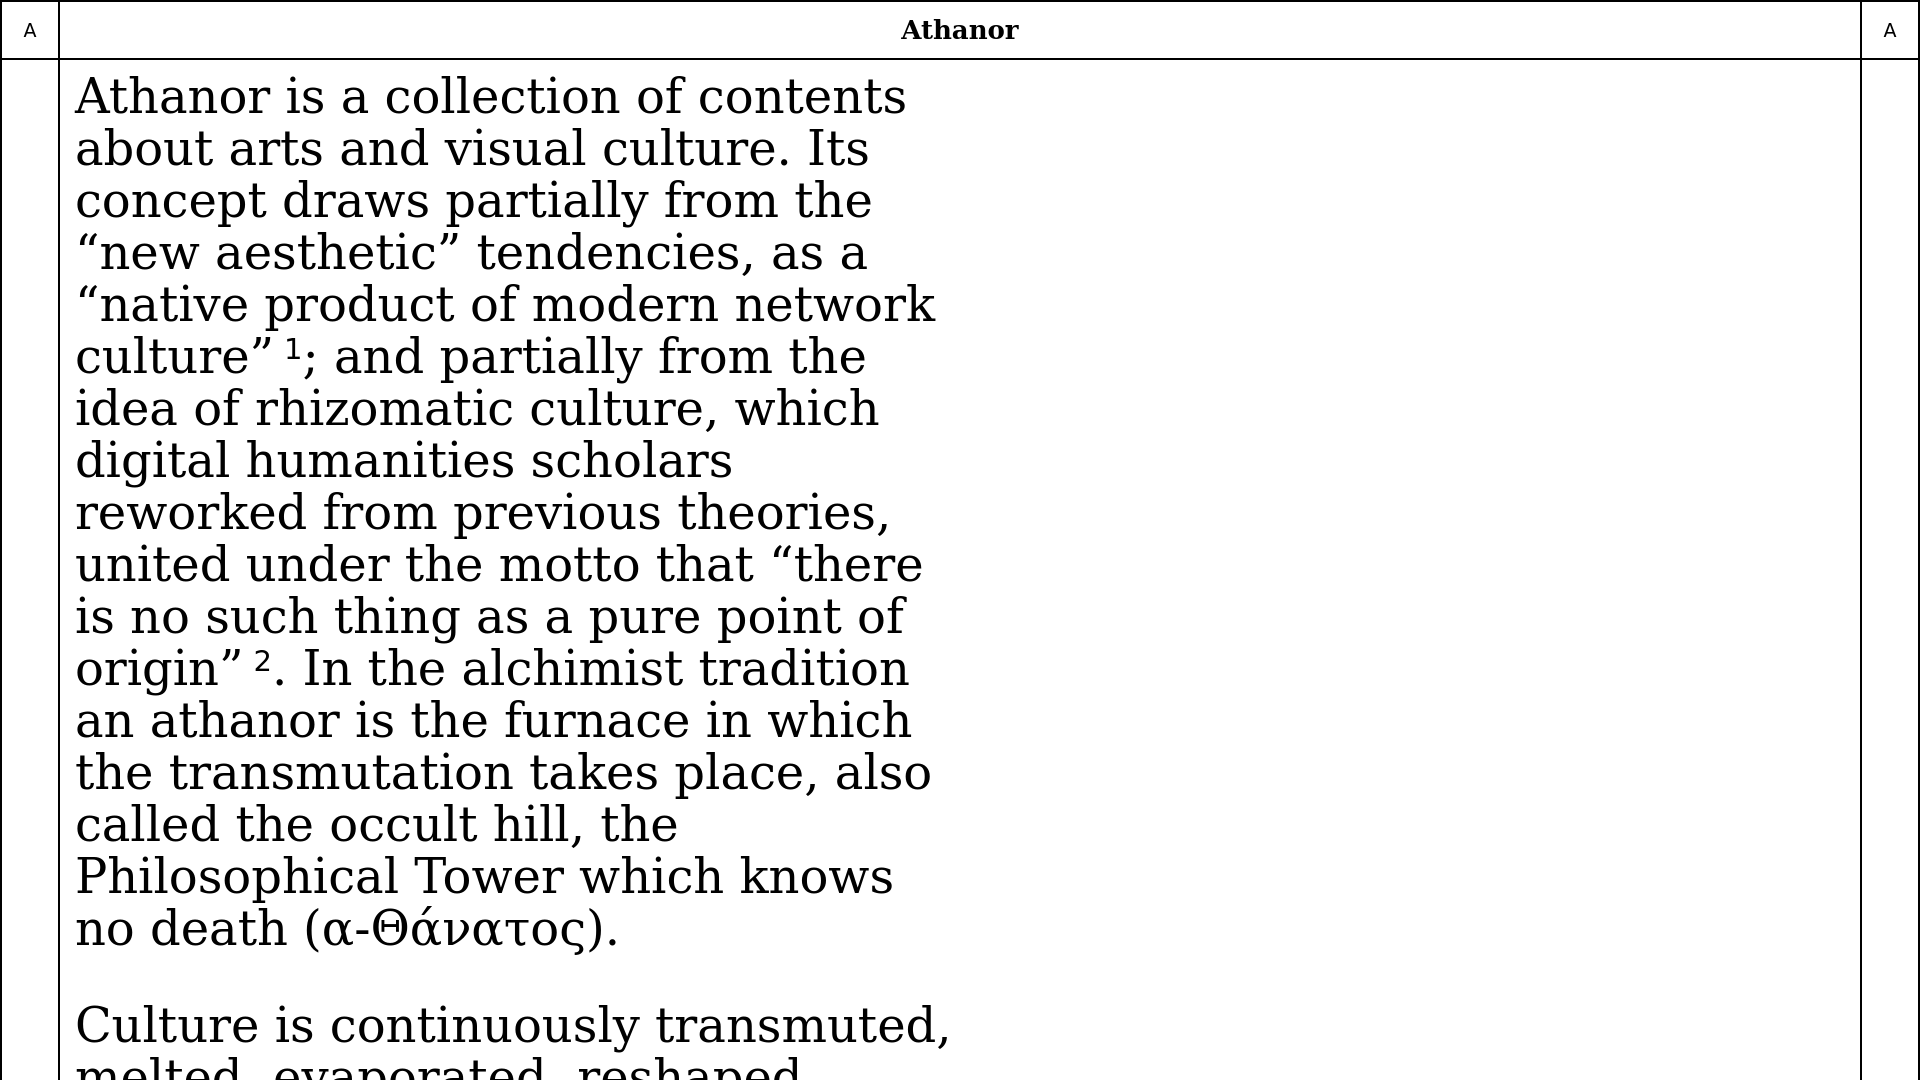 A
Athanor
A
Athanor is a collection of contents
about arts and visual culture. Its
concept draws partially from the
“new aesthetic” tendencies, as a
“native product of modern network
culture” 1; and partially from the
idea of rhizomatic culture, which
digital humanities scholars
reworked from previous theories,
united under the motto that “there
is no such thing as a pure point of
origin” 2. In the alchimist tradition
an athanor is the furnace in which
the transmutation takes place, also
called the occult hill, the
Philosophical Tower which knows
no death (α-Θάνατος).
Culture is continuously transmuted,
melted, evaporated, reshaped